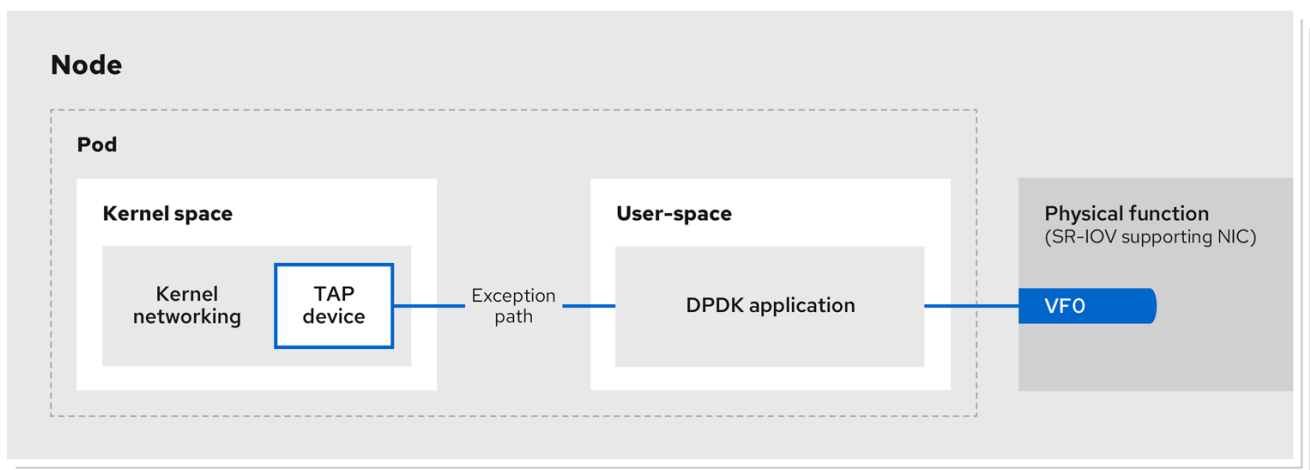 Node
Pod
Kernel space
Kernel
networking
TAP
device
Exception
path
User-space
DPDK application
Physical function
(SR-IOV supporting NIC)
VF0